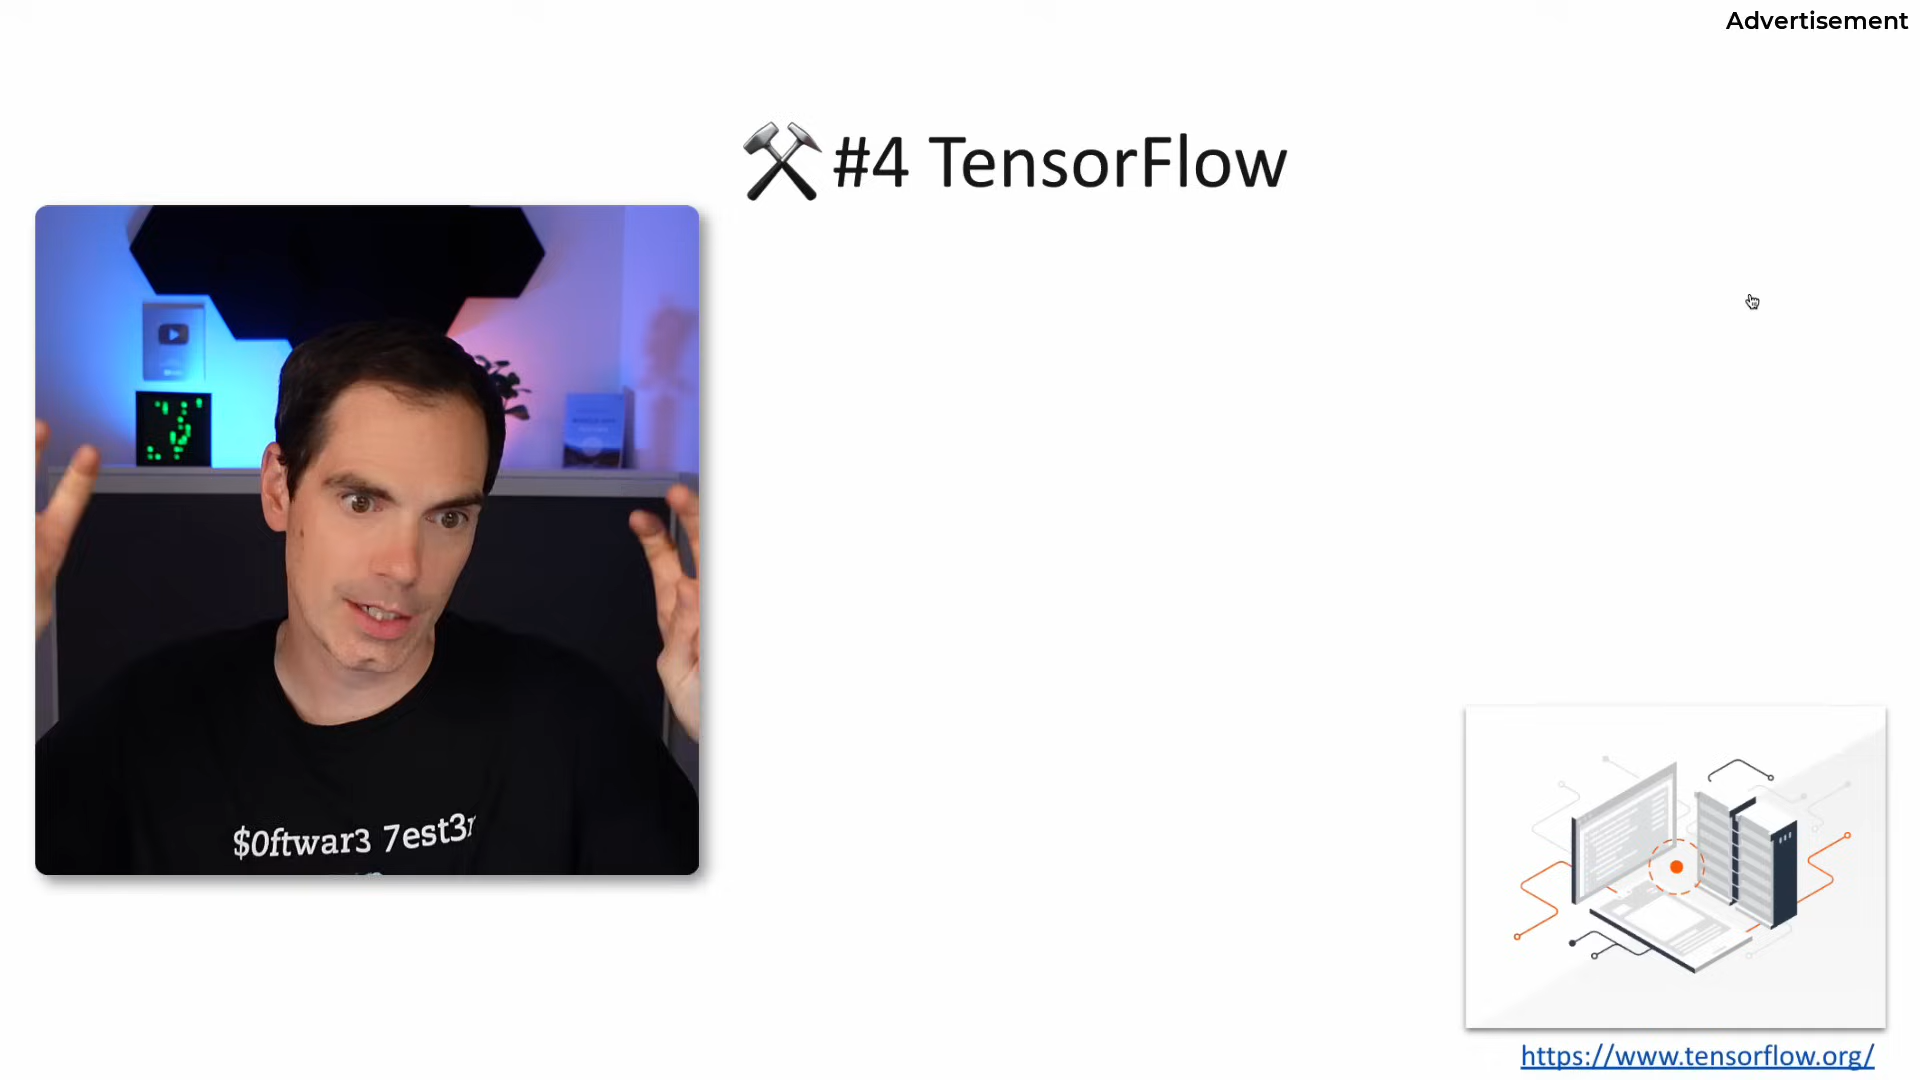 Advertisement
#4 TensorFlow
$0ftwar3 7est3r
https://www.tensorflow.org/